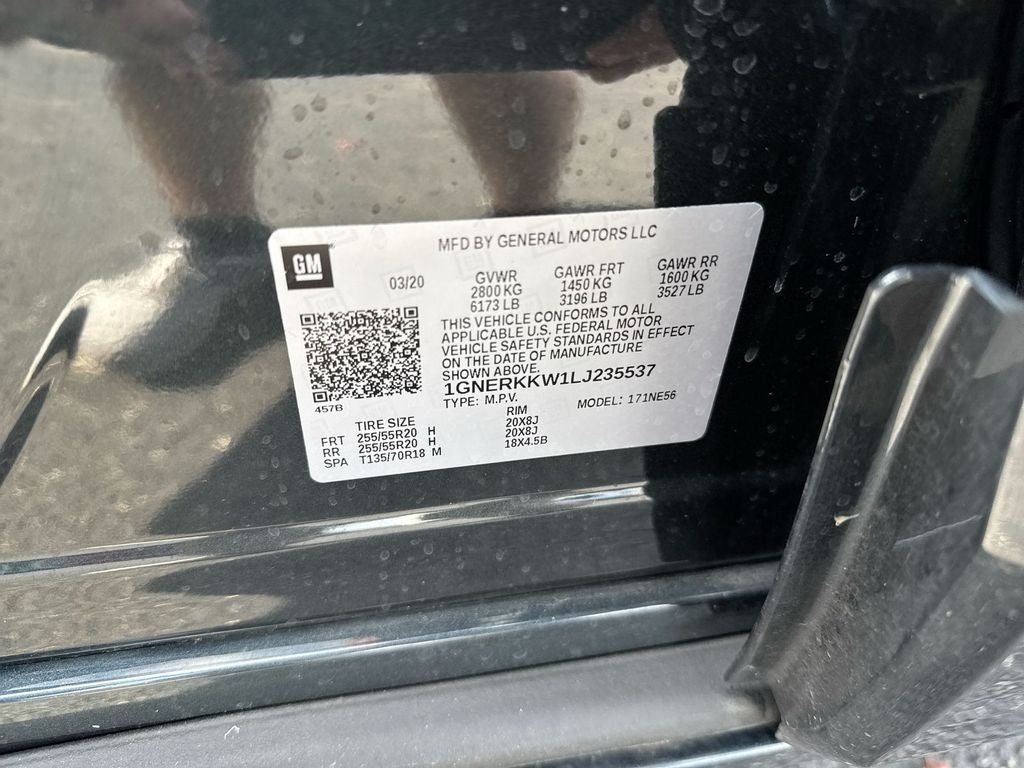 MFD BY GENERAL MOTORS LLC
GM
03/20
GVWR GAWR FRT GAWR RR
2800 KG 1450 KG 1600 KG
6173 LB 3196 LB 3527 LB
THIS VEHICLE CONFORMS TO ALL
APPLICABLE U.S. FEDERAL MOTOR
VEHICLE SAFETY STANDARDS IN EFFECT
ON THE DATE OF MANUFACTURE
SHOWN ABOVE.
1GNERKKW1LJ235537
TYPE: M.P.V. MODEL: 171NE56
457B
TIRE SIZE RIM
FRT 255/55R20 H 20X8J
RR 255/55R20 H 20X8J
SPA T135/70R18 M 18X4.5B